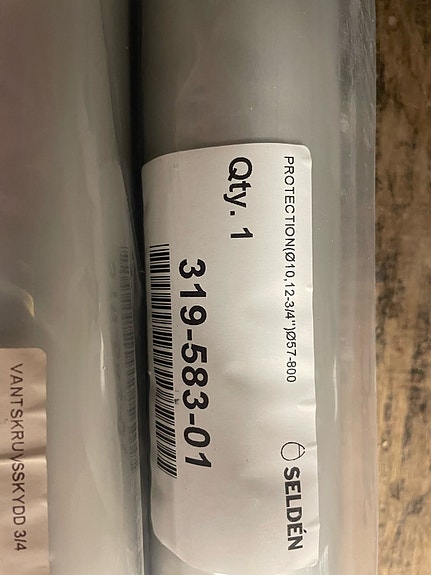 PROTECTION(Ø10,12-3/4")Ø57-800
Qty. 1
319-583-01
SELDÉN
VANTSKRUVSSKYDD 3/4